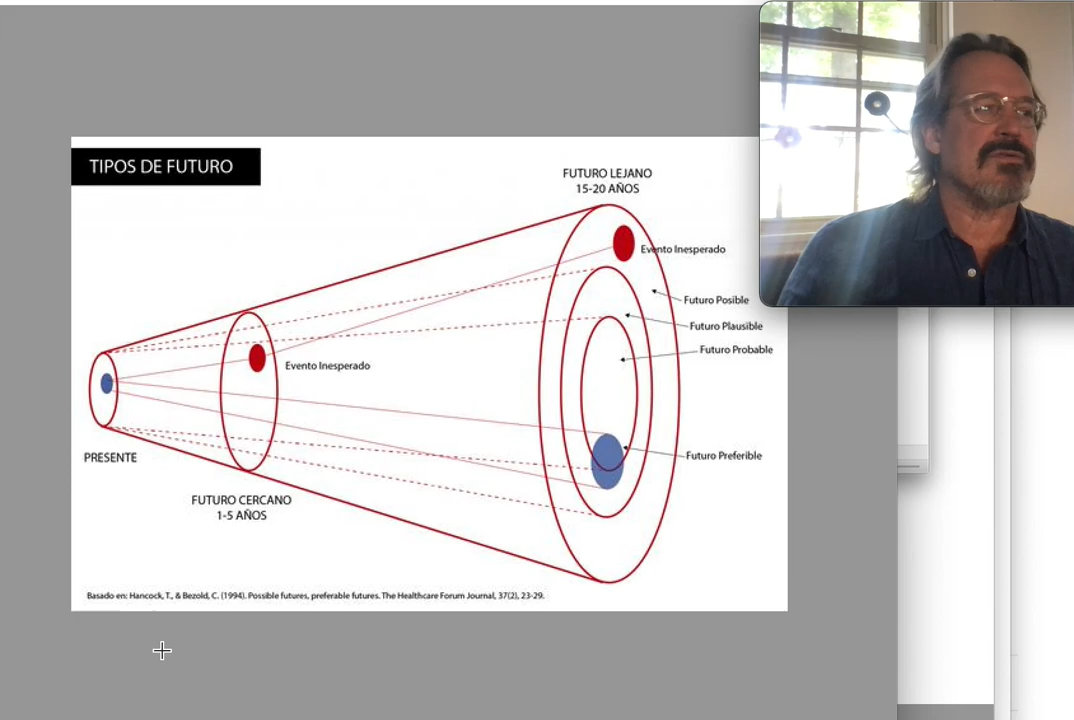 TIPOS DE FUTURO
FUTURO LEJANO
15-20 AÑOS
Evento Inesperado
Futuro Posible
Futuro Plausible
Futuro Probable
Evento Inesperado
Futuro Preferible
PRESENTE
FUTURO CERCANO
1-5 AÑOS
Basado en: Hancock, T., & Bezold, C. (1994). Possible futures, preferable futures. The Healthcare Forum Journal, 37(2), 23-29.